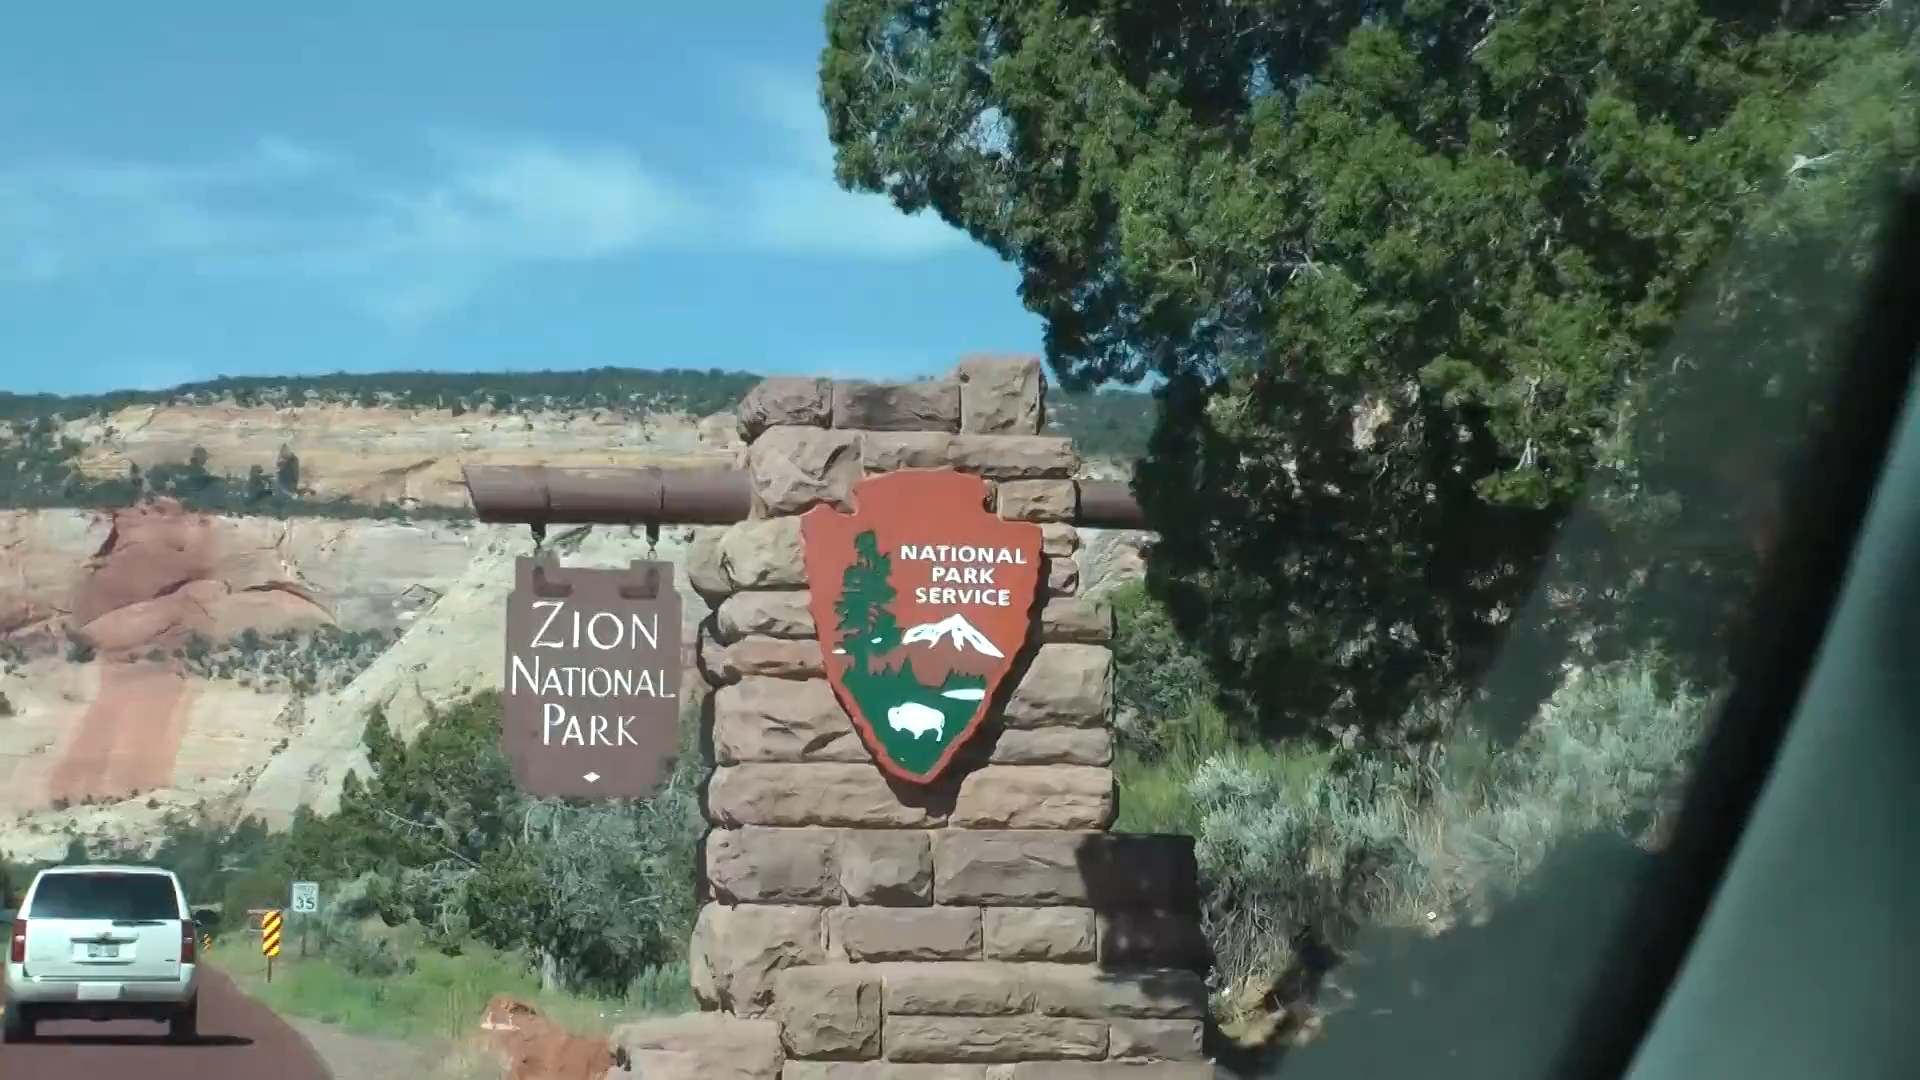 ZION
NATIONAL
PARK
NATIONAL
PARK
SERVICE
35